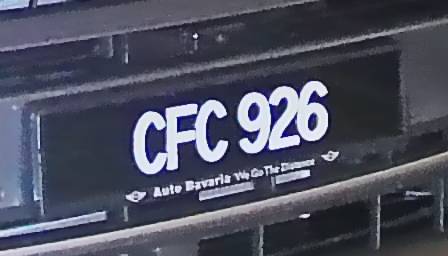 CFC 926
Auto Bavaria We Go The Distance